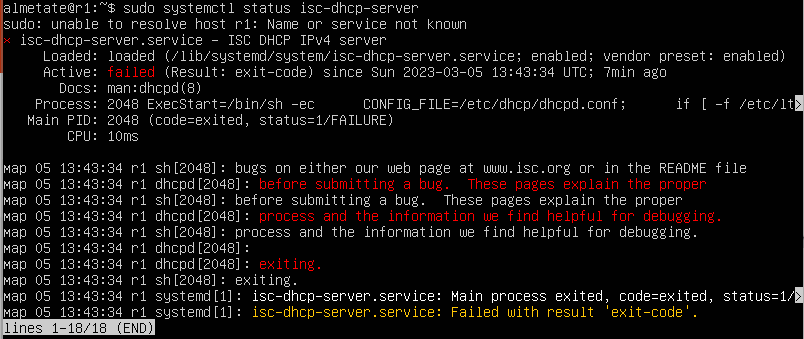 almetate@r1:~$ sudo systemctl status isc-dhcp-server
sudo: unable to resolve host r1: Name or service not known
× isc-dhcp-server.service - ISC DHCP IPv4 server
Loaded: loaded (/lib/systemd/system/isc-dhcp-server.service; enabled; vendor preset: enabled)
Active: failed (Result: exit-code) since Sun 2023-03-05 13:43:34 UTC; 7min ago
Docs: man:dhcpd(8)
Process: 2048 ExecStart=/bin/sh -ec      CONFIG_FILE=/etc/dhcp/dhcpd.conf;      if [ -f /etc/lt>
Main PID: 2048 (code=exited, status=1/FAILURE)
CPU: 10ms
мар 05 13:43:34 r1 sh[2048]: bugs on either our web page at www.isc.org or in the README file
мар 05 13:43:34 r1 dhcpd[2048]: before submitting a bug.  These pages explain the proper
мар 05 13:43:34 r1 sh[2048]: before submitting a bug.  These pages explain the proper
мар 05 13:43:34 r1 dhcpd[2048]: process and the information we find helpful for debugging.
мар 05 13:43:34 r1 sh[2048]: process and the information we find helpful for debugging.
мар 05 13:43:34 r1 dhcpd[2048]:
мар 05 13:43:34 r1 dhcpd[2048]: exiting.
мар 05 13:43:34 r1 sh[2048]: exiting.
мар 05 13:43:34 r1 systemd[1]: isc-dhcp-server.service: Main process exited, code=exited, status=1/>
мар 05 13:43:34 r1 systemd[1]: isc-dhcp-server.service: Failed with result 'exit-code'.
lines 1-18/18 (END)